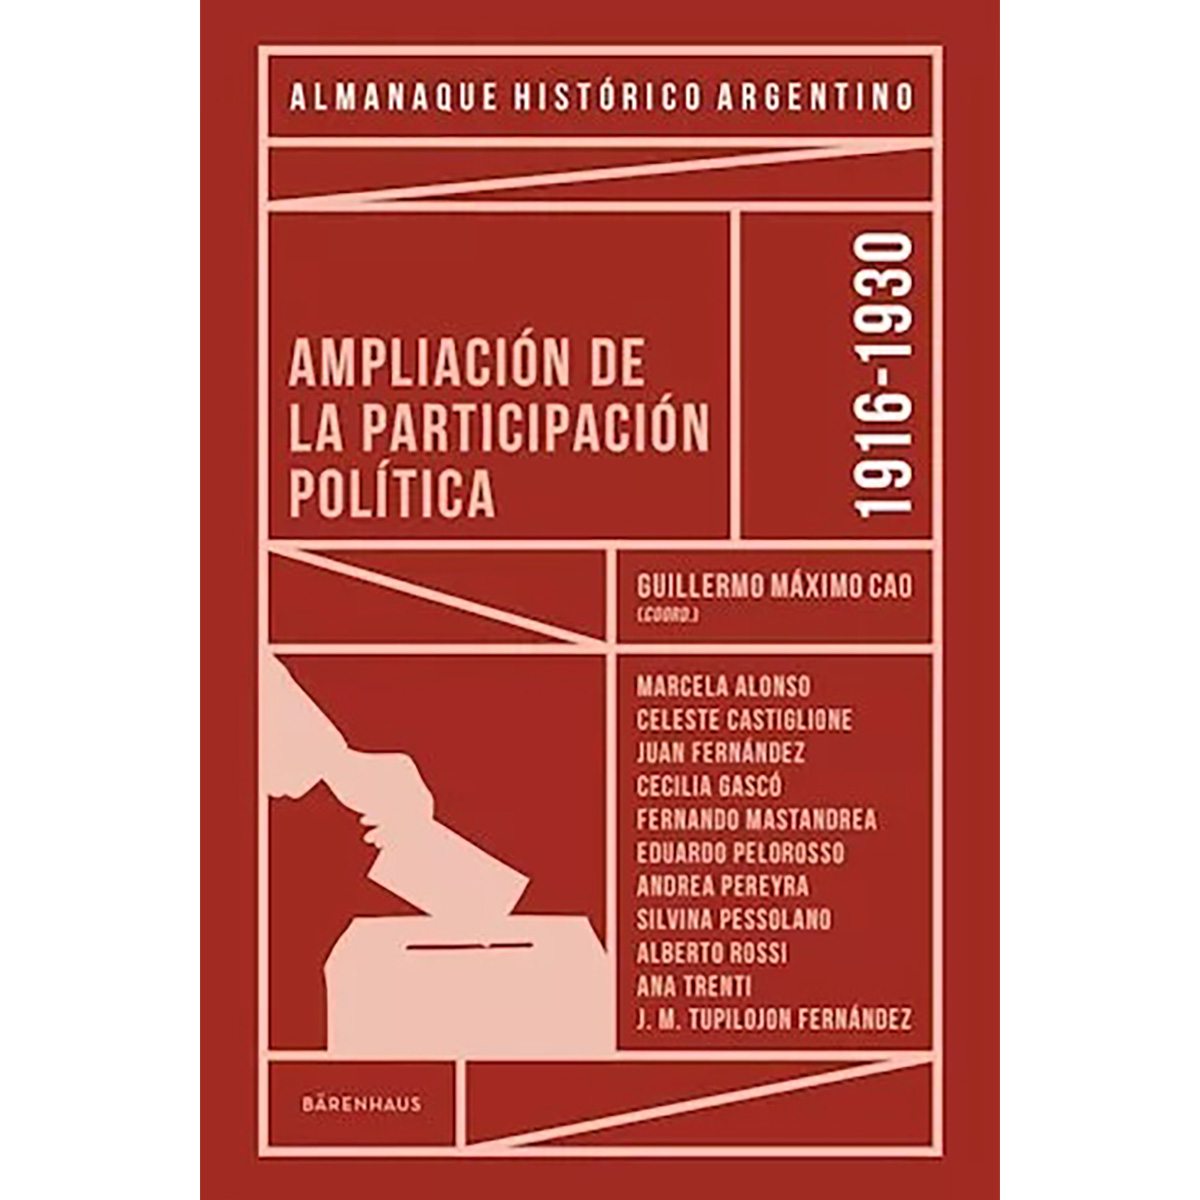 ALMANAQUE HISTÓRICO ARGENTINO
AMPLIACIÓN DE
LA PARTICIPACIÓN
POLÍTICA
1916-1930
GUILLERMO MÁXIMO CAO
(COORD.)
MARCELA ALONSO
CELESTE CASTIGLIONE
JUAN FERNÁNDEZ
CECILIA GASCÓ
FERNANDO MASTANDREA
EDUARDO PELOROSSO
ANDREA PEREYRA
SILVINA PESSOLANO
ALBERTO ROSSI
ANA TRENTI
J. M. TUPILOJON FERNÁNDEZ
BÄRENHAUS